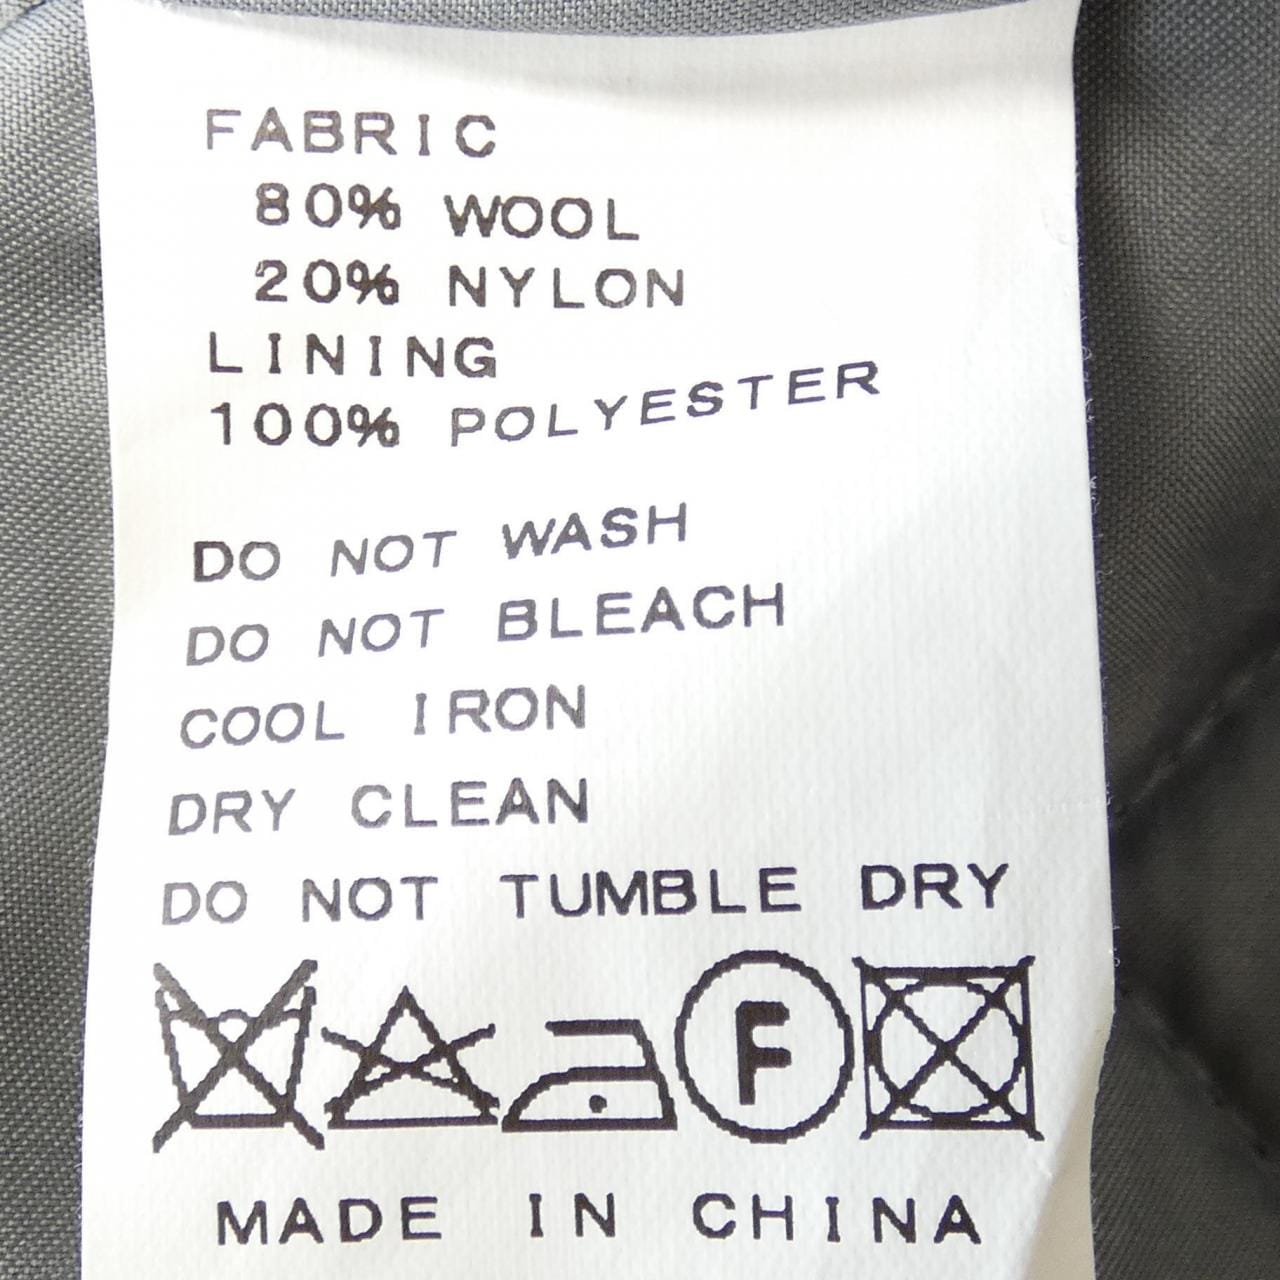 FABRIC
80% WOOL
20% NYLON
LINING
100% POLYESTER
DO NOT WASH
DO NOT BLEACH
COOL IRON
DRY CLEAN
DO NOT TUMBLE DRY
F
MADE IN CHINA